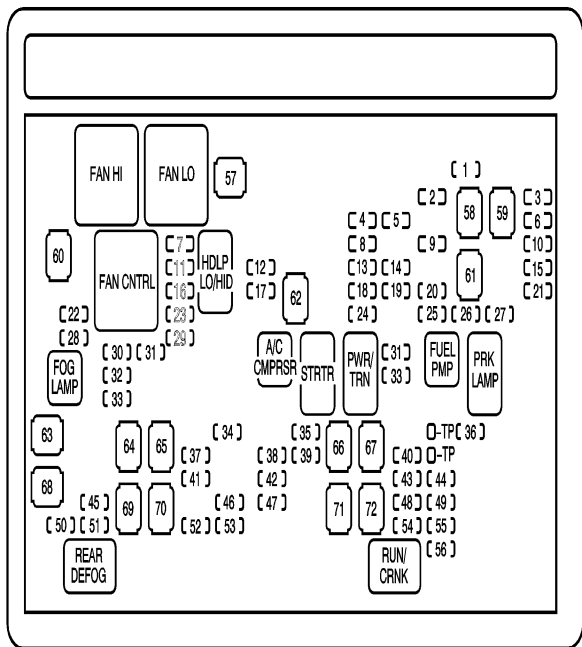 1
2 3
FAN HI FAN LO 57 58 59
4 5 6
60 7 HDLP LO/HID 8 9 10
FAN CNTRL 11 12 13 14 61 15
16 17 62 18 19 20 21
22 23 24 25 26 27
28 29
30 31 A/C CMPRSR STRTR PWR/TRN 31 FUEL PMP PRK LAMP
FOG LAMP 32 33
33
63 64 65 34 35 66 67 -TP 36
37 38 39 40 -TP
68 41 42 43 44
45 69 70 46 47 71 72 48 49
50 51 52 53 54 55
REAR DEFOG RUN/CRNK 56